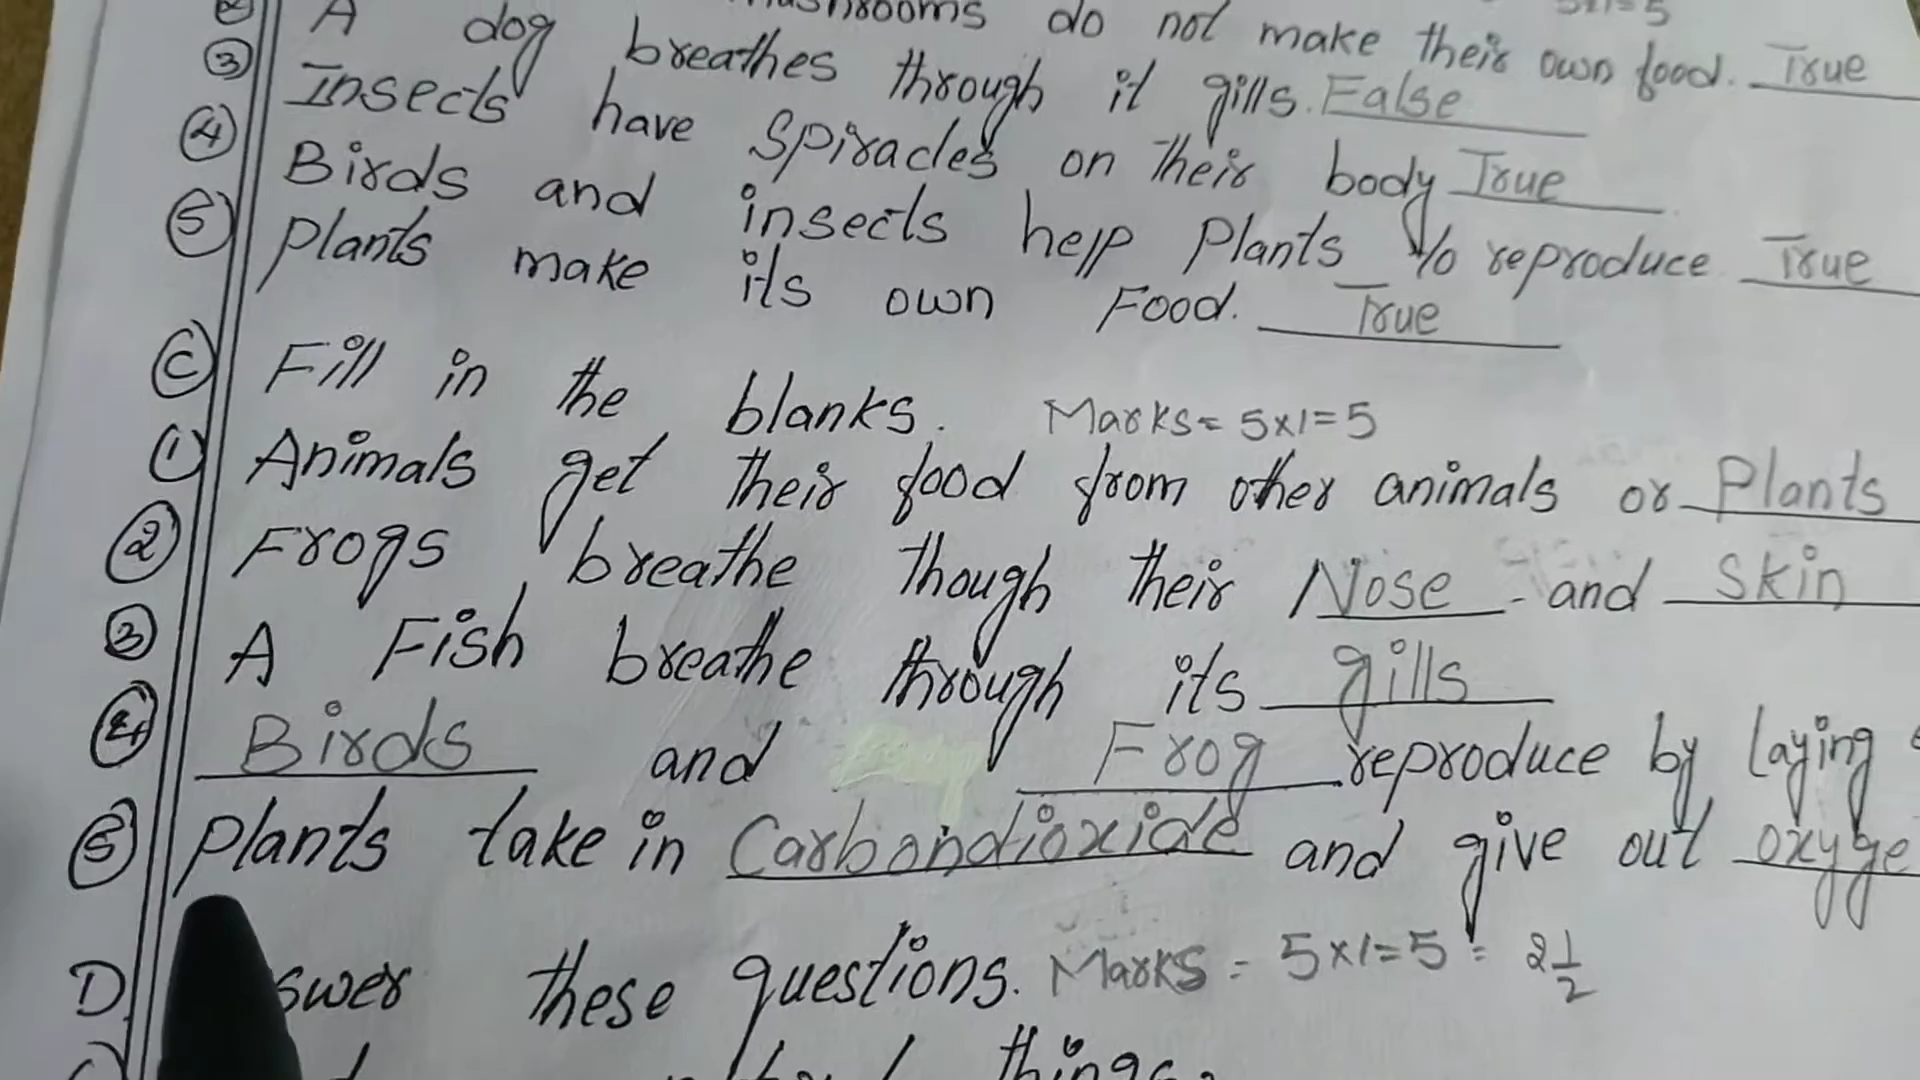 mushrooms do not make their own food. True
③ A dog breathes through it gills. False
④ Insects have Spiracles on their body True
⑤ Birds and insects help Plants to reproduce True
plants make its own Food. True
Ⓒ Fill in the blanks. Marks= 5x1=5
① Animals get their food from other animals or Plants
② Frogs breathe though their Nose and Skin
③ A Fish breathe through its gills
④ Birds and Frog reproduce by laying
⑤ plants take in Carbondioxide and give out oxyge
D. swer these questions. Marks = 5x1=5 = 2 1/2
things